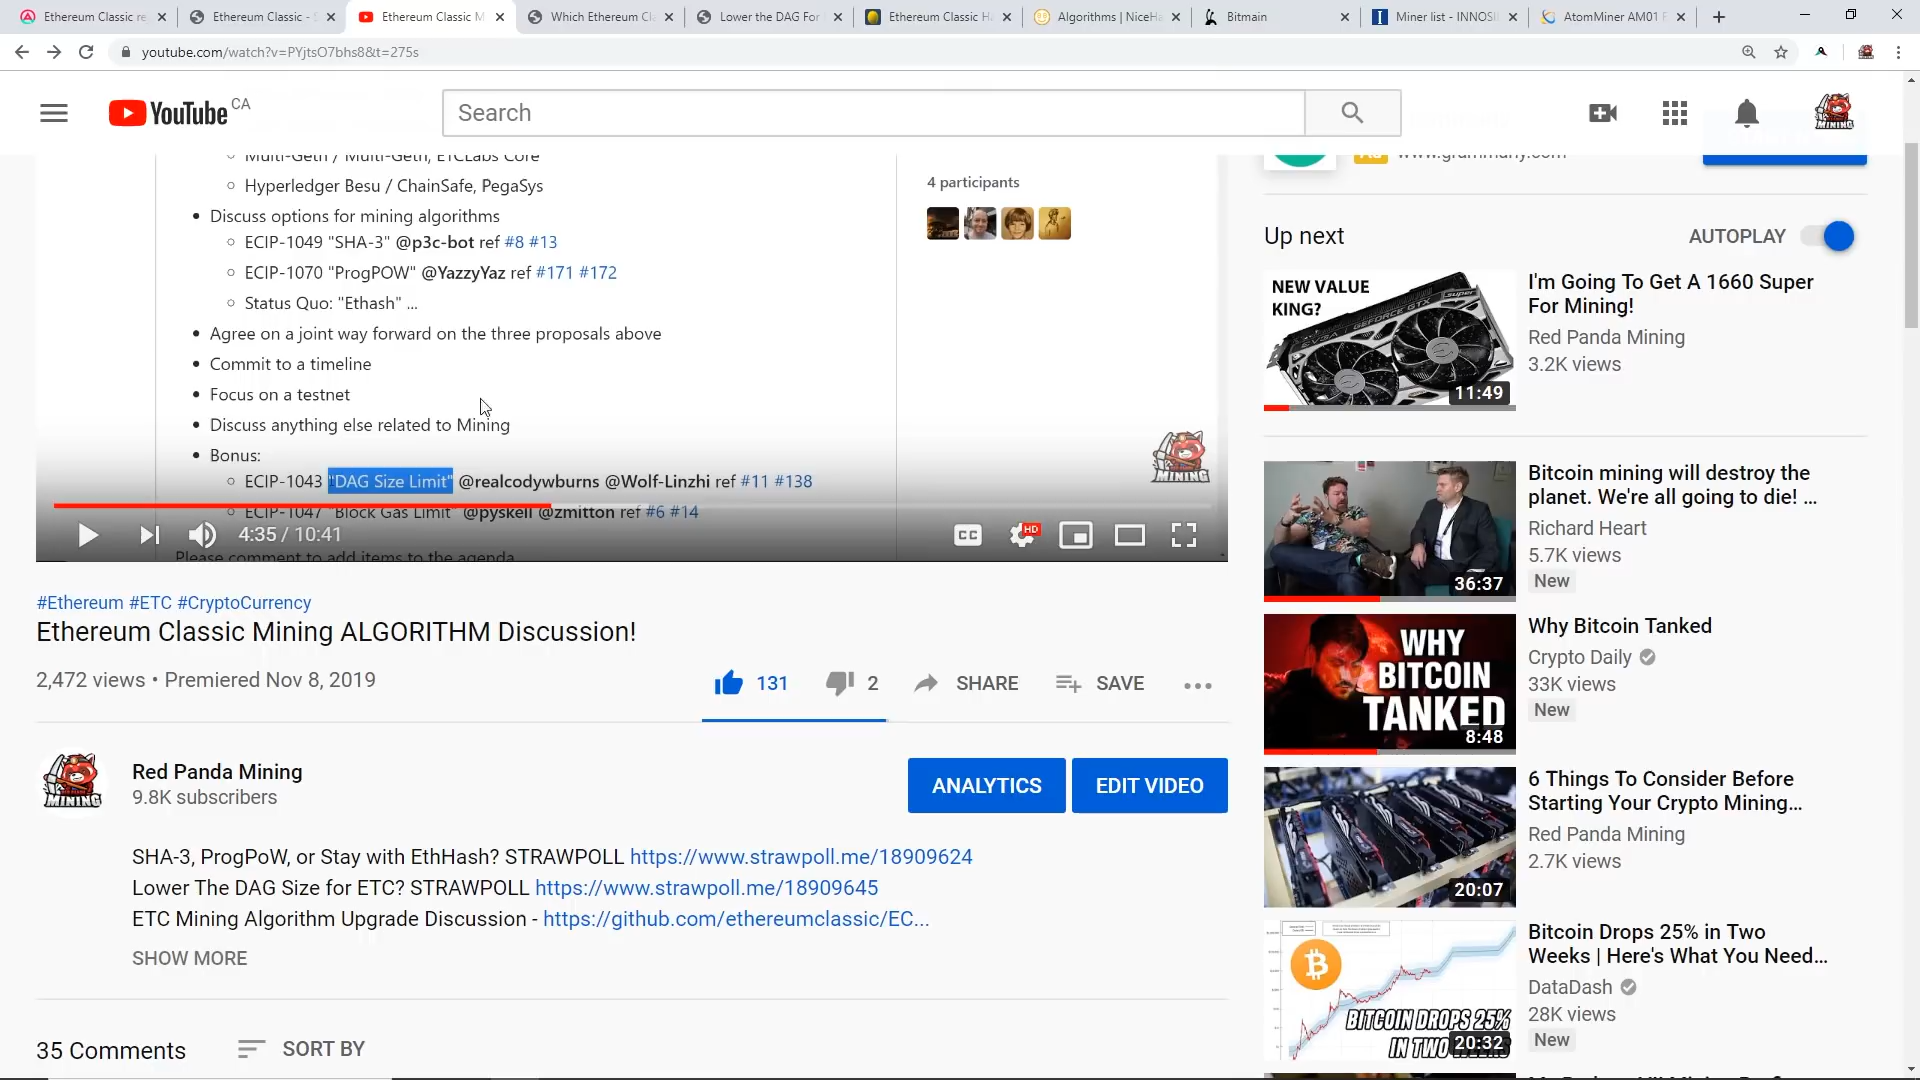 Ethereum Classic re
Ethereum Classic - S
Ethereum Classic M
Which Ethereum Cl
Lower the DAG For
Ethereum Classic Ha
Algorithms | NiceHa
Bitmain
Miner list - INNOSI
AtomMiner AM01 F
youtube.com/watch?v=PYjtsO7bhs8&t=275s
YouTube CA
Search
MINING
Multi-Geth / Multi-Geth, ETCLabs Core
Hyperledger Besu / ChainSafe, PegaSys
• Discuss options for mining algorithms
ECIP-1049 "SHA-3" @p3c-bot ref #8 #13
ECIP-1070 "ProgPOW" @YazzyYaz ref #171 #172
Status Quo: "Ethash" ...
• Agree on a joint way forward on the three proposals above
• Commit to a timeline
• Focus on a testnet
• Discuss anything else related to Mining
• Bonus:
ECIP-1043 "DAG Size Limit" @realcodywburns @Wolf-Linzhi ref #11 #138
ECIP-1047 "Block Gas Limit" @pyskell @zmitton ref #6 #14
Please comment to add items to the agenda
4 participants
MINING
4:35 / 10:41
CC
HD
#Ethereum #ETC #CryptoCurrency
Ethereum Classic Mining ALGORITHM Discussion!
2,472 views • Premiered Nov 8, 2019
131
2
SHARE
SAVE
MINING
Red Panda Mining
9.8K subscribers
ANALYTICS
EDIT VIDEO
SHA-3, ProgPoW, or Stay with EthHash? STRAWPOLL https://www.strawpoll.me/18909624
Lower The DAG Size for ETC? STRAWPOLL https://www.strawpoll.me/18909645
ETC Mining Algorithm Upgrade Discussion - https://github.com/ethereumclassic/EC...
SHOW MORE
35 Comments
SORT BY
Ad
www.grammarly.com
Up next
AUTOPLAY
NEW VALUE
KING?
11:49
I'm Going To Get A 1660 Super
For Mining!
Red Panda Mining
3.2K views
36:37
Bitcoin mining will destroy the
planet. We're all going to die! ...
Richard Heart
5.7K views
New
WHY
BITCOIN
TANKED
8:48
Why Bitcoin Tanked
Crypto Daily
33K views
New
20:07
6 Things To Consider Before
Starting Your Crypto Mining...
Red Panda Mining
2.7K views
BITCOIN DROPS 25%
IN TWO
20:32
Bitcoin Drops 25% in Two
Weeks | Here's What You Need...
DataDash
28K views
New